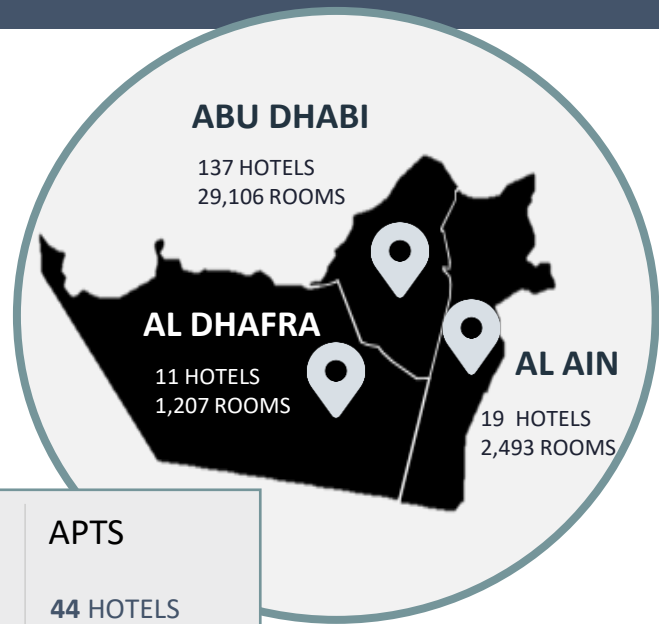 ABU DHABI
137 HOTELS
29,106 ROOMS
AL DHAFRA
11 HOTELS
1,207 ROOMS
AL AIN
19 HOTELS
2,493 ROOMS
APTS
44 HOTELS